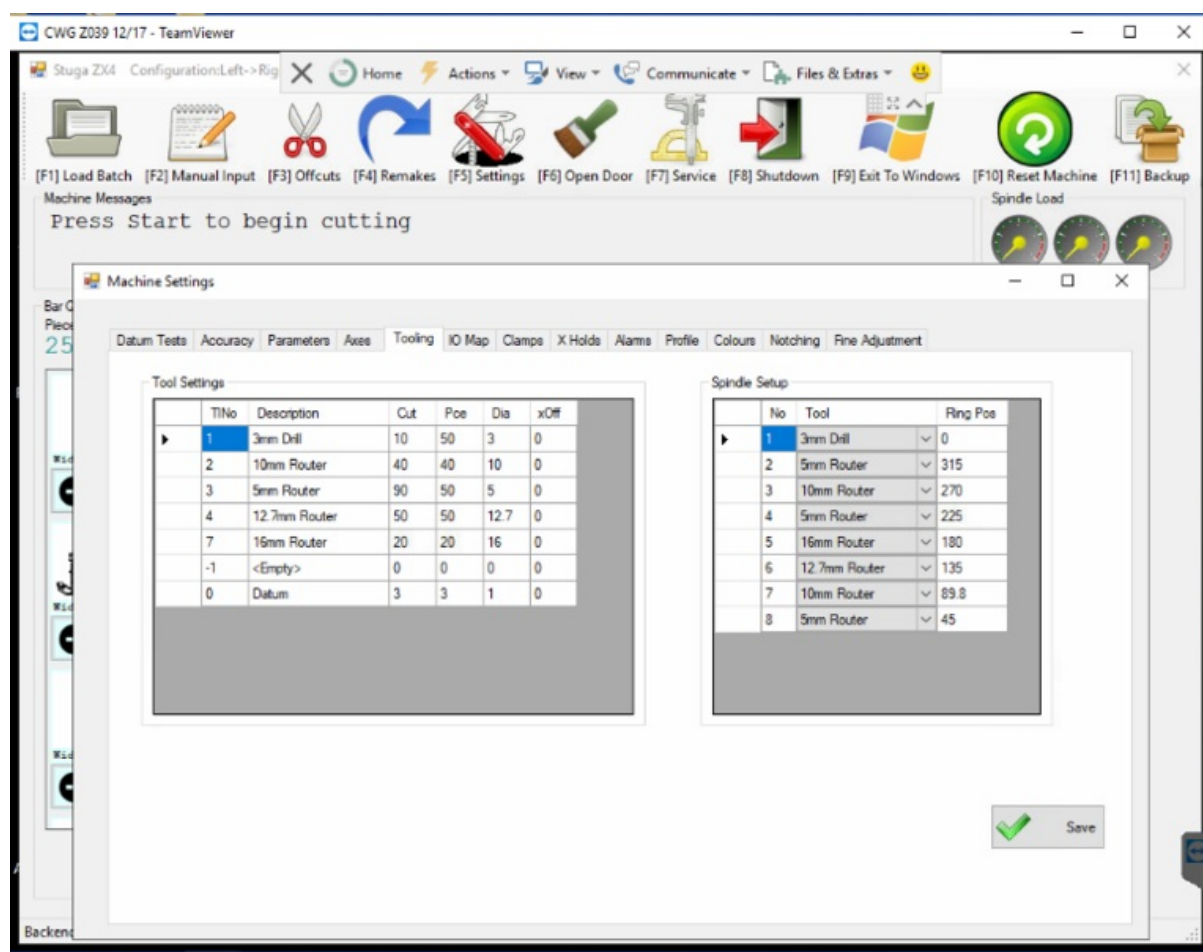 CWG Z039 12/17 - TeamViewer
Stuga ZX4 Configuration:Left->Rig
Home Actions View Communicate Files & Extras
[F1] Load Batch [F2] Manual Input [F3] Offcuts [F4] Remakes [F5] Settings [F6] Open Door [F7] Service [F8] Shutdown [F9] Exit To Windows [F10] Reset Machine [F11] Backup
Machine Messages
Press Start to begin cutting
Spindle Load
Machine Settings
Bar
Piece
25
Datum Tests Accuracy Parameters Axes Tooling IO Map Clamps X Holds Alarms Profile Colours Notching Fine Adjustment
Tool Settings
TlNo Description Cut Pce Dia xOff
1 3mm Drill 10 50 3 0
2 10mm Router 40 40 10 0
3 5mm Router 90 50 5 0
4 12.7mm Router 50 50 12.7 0
7 16mm Router 20 20 16 0
-1 <Empty> 0 0 0 0
0 Datum 3 3 1 0
Spindle Setup
No Tool Ring Pos
1 3mm Drill 0
2 5mm Router 315
3 10mm Router 270
4 5mm Router 225
5 16mm Router 180
6 12.7mm Router 135
7 10mm Router 89.8
8 5mm Router 45
Wid
Wid
Wid
Save
Backend